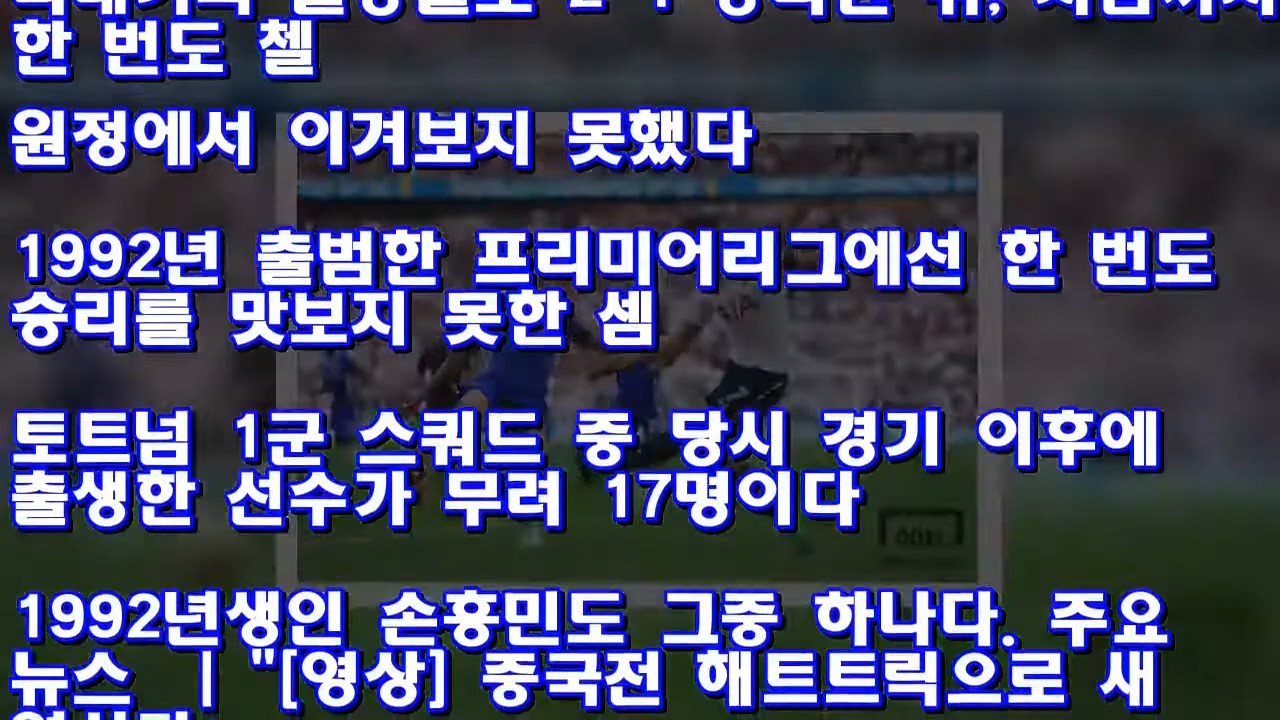 한 번도 첼
원정에서 이겨보지 못했다
1992년 출범한 프리미어리그에선 한 번도
승리를 맛보지 못한 셈
토트넘 1군 스쿼드 중 당시 경기 이후에
출생한 선수가 무려 17명이다
1992년생인 손흥민도 그중 하나다. 주요
뉴스 ㅣ "[영상] 중국전 해트트릭으로 새